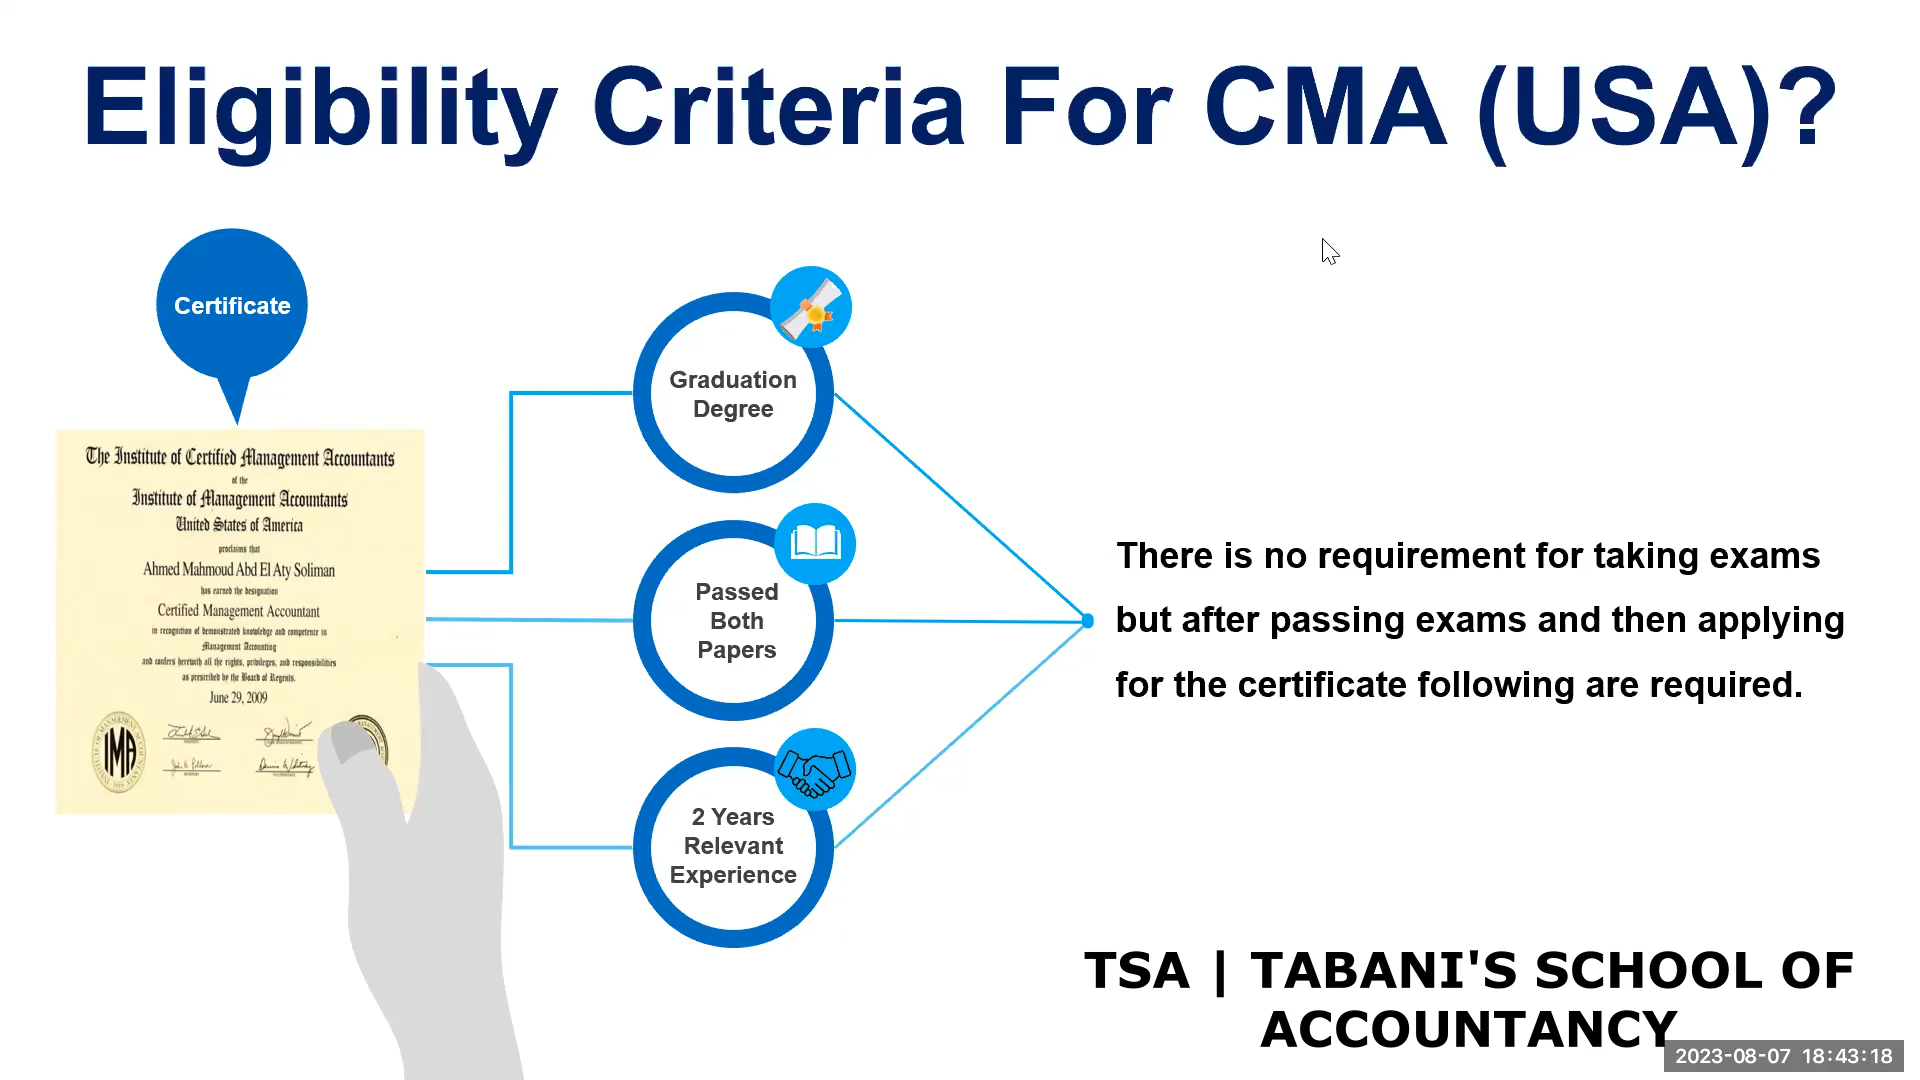 Eligibility Criteria For CMA (USA)?
Certificate
The Institute of Certified Management Accountants
of the
Institute of Management Accountants
United States of America
proclaims that
Ahmed Mahmoud Abd El Aty Soliman
has earned the designation
Certified Management Accountant
in recognition of demonstrated knowledge and competence in
Management Accounting
and confers herewith all the rights, privileges, and responsibilities
as prescribed by the Board of Regents.
June 29, 2009
IMA
Graduation
Degree
Passed
Both
Papers
2 Years
Relevant
Experience
There is no requirement for taking exams
but after passing exams and then applying
for the certificate following are required.
TSA | TABANI'S SCHOOL OF
ACCOUNTANCY
2023-08-07 18:43:18